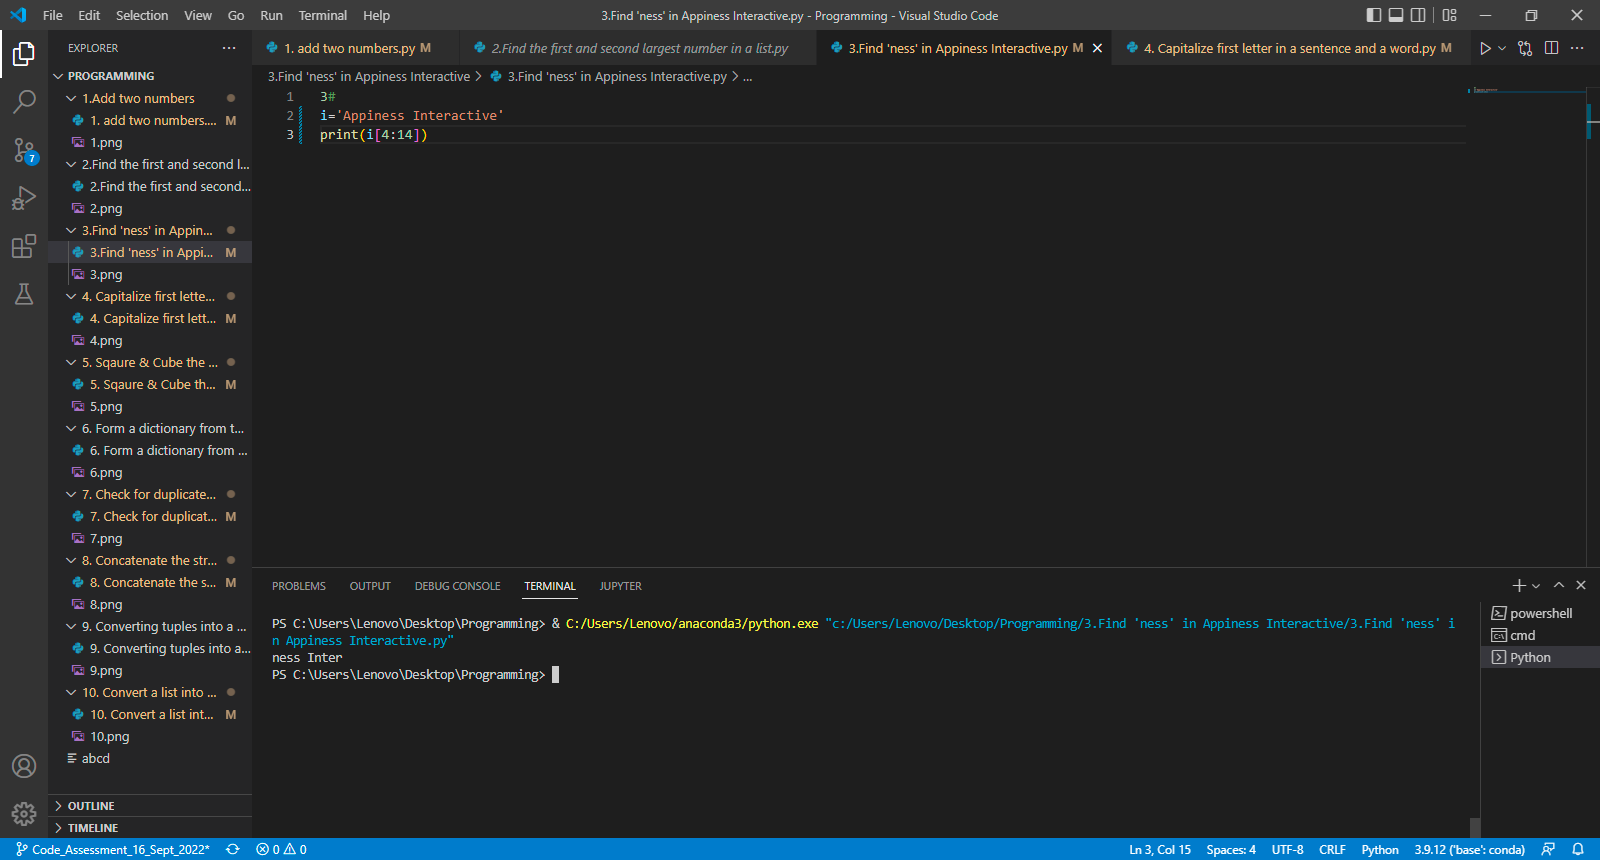 File Edit Selection View Go Run Terminal Help
3.Find 'ness' in Appiness Interactive.py - Programming - Visual Studio Code
EXPLORER
PROGRAMMING
1.Add two numbers
1. add two numbers.... M
1.png
2.Find the first and second l...
2.Find the first and second...
2.png
3.Find 'ness' in Appin...
3.Find 'ness' in Appi... M
3.png
4. Capitalize first lette...
4. Capitalize first lett... M
4.png
5. Sqaure & Cube the ...
5. Sqaure & Cube th... M
5.png
6. Form a dictionary from t...
6. Form a dictionary from ...
6.png
7. Check for duplicate...
7. Check for duplicat... M
7.png
8. Concatenate the str...
8. Concatenate the s... M
8.png
9. Converting tuples into a ...
9. Converting tuples into a...
9.png
10. Convert a list into ...
10. Convert a list int... M
10.png
abcd
OUTLINE
TIMELINE
7
1. add two numbers.py M
2.Find the first and second largest number in a list.py
3.Find 'ness' in Appiness Interactive.py M
4. Capitalize first letter in a sentence and a word.py M
3.Find 'ness' in Appiness Interactive > 3.Find 'ness' in Appiness Interactive.py > ...
1 3#
2 i='Appiness Interactive'
3 print(i[4:14])
PROBLEMS OUTPUT DEBUG CONSOLE TERMINAL JUPYTER
PS C:\Users\Lenovo\Desktop\Programming> & C:/Users/Lenovo/anaconda3/python.exe "c:/Users/Lenovo/Desktop/Programming/3.Find 'ness' in Appiness Interactive/3.Find 'ness' i
n Appiness Interactive.py"
ness Inter
PS C:\Users\Lenovo\Desktop\Programming>
powershell
cmd
Python
Code_Assessment_16_Sept_2022* 0 0
Ln 3, Col 15 Spaces: 4 UTF-8 CRLF Python 3.9.12 ('base': conda)